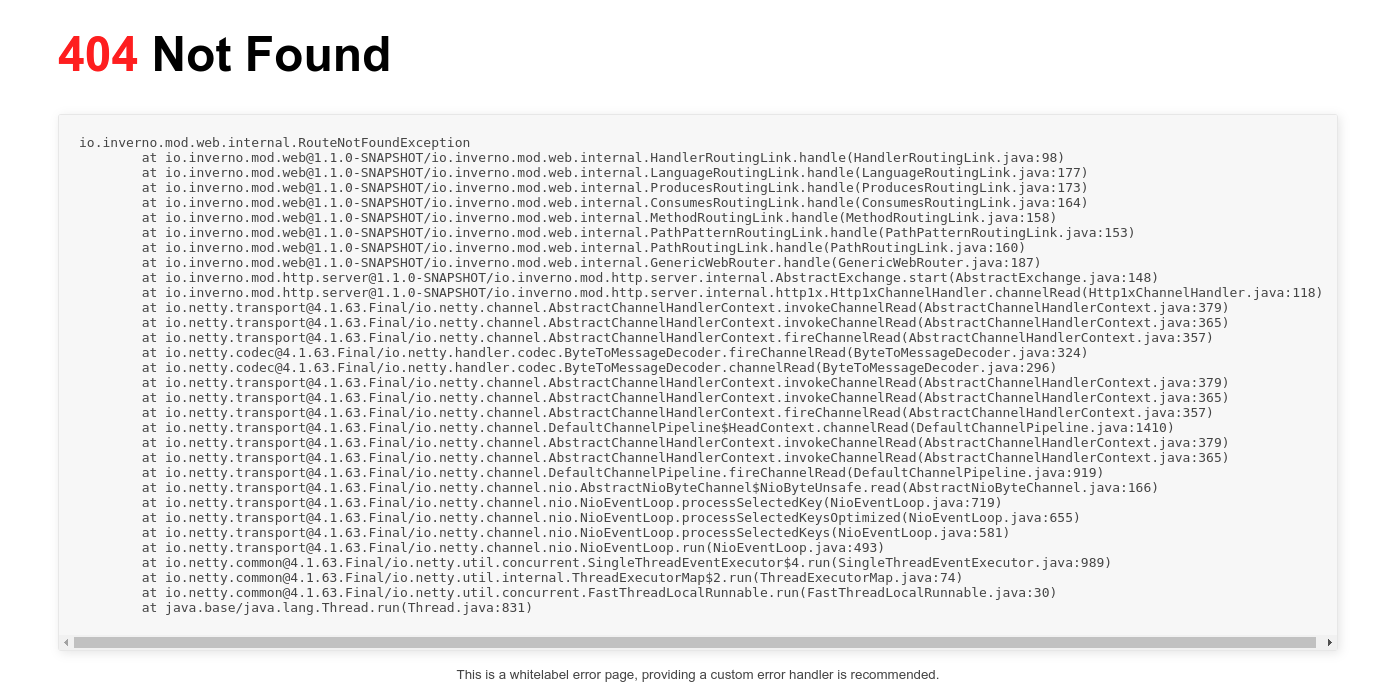 404 Not Found
io.inverno.mod.web.internal.RouteNotFoundException
at io.inverno.mod.web@1.1.0-SNAPSHOT/io.inverno.mod.web.internal.HandlerRoutingLink.handle(HandlerRoutingLink.java:98)
at io.inverno.mod.web@1.1.0-SNAPSHOT/io.inverno.mod.web.internal.LanguageRoutingLink.handle(LanguageRoutingLink.java:177)
at io.inverno.mod.web@1.1.0-SNAPSHOT/io.inverno.mod.web.internal.ProducesRoutingLink.handle(ProducesRoutingLink.java:173)
at io.inverno.mod.web@1.1.0-SNAPSHOT/io.inverno.mod.web.internal.ConsumesRoutingLink.handle(ConsumesRoutingLink.java:164)
at io.inverno.mod.web@1.1.0-SNAPSHOT/io.inverno.mod.web.internal.MethodRoutingLink.handle(MethodRoutingLink.java:158)
at io.inverno.mod.web@1.1.0-SNAPSHOT/io.inverno.mod.web.internal.PathPatternRoutingLink.handle(PathPatternRoutingLink.java:153)
at io.inverno.mod.web@1.1.0-SNAPSHOT/io.inverno.mod.web.internal.PathRoutingLink.handle(PathRoutingLink.java:160)
at io.inverno.mod.web@1.1.0-SNAPSHOT/io.inverno.mod.web.internal.GenericWebRouter.handle(GenericWebRouter.java:187)
at io.inverno.mod.http.server@1.1.0-SNAPSHOT/io.inverno.mod.http.server.internal.AbstractExchange.start(AbstractExchange.java:148)
at io.inverno.mod.http.server@1.1.0-SNAPSHOT/io.inverno.mod.http.server.internal.http1x.Http1xChannelHandler.channelRead(Http1xChannelHandler.java:118)
at io.netty.transport@4.1.63.Final/io.netty.channel.AbstractChannelHandlerContext.invokeChannelRead(AbstractChannelHandlerContext.java:379)
at io.netty.transport@4.1.63.Final/io.netty.channel.AbstractChannelHandlerContext.invokeChannelRead(AbstractChannelHandlerContext.java:365)
at io.netty.transport@4.1.63.Final/io.netty.channel.AbstractChannelHandlerContext.fireChannelRead(AbstractChannelHandlerContext.java:357)
at io.netty.codec@4.1.63.Final/io.netty.handler.codec.ByteToMessageDecoder.fireChannelRead(ByteToMessageDecoder.java:324)
at io.netty.codec@4.1.63.Final/io.netty.handler.codec.ByteToMessageDecoder.channelRead(ByteToMessageDecoder.java:296)
at io.netty.transport@4.1.63.Final/io.netty.channel.AbstractChannelHandlerContext.invokeChannelRead(AbstractChannelHandlerContext.java:379)
at io.netty.transport@4.1.63.Final/io.netty.channel.AbstractChannelHandlerContext.invokeChannelRead(AbstractChannelHandlerContext.java:365)
at io.netty.transport@4.1.63.Final/io.netty.channel.AbstractChannelHandlerContext.fireChannelRead(AbstractChannelHandlerContext.java:357)
at io.netty.transport@4.1.63.Final/io.netty.channel.DefaultChannelPipeline$HeadContext.channelRead(DefaultChannelPipeline.java:1410)
at io.netty.transport@4.1.63.Final/io.netty.channel.AbstractChannelHandlerContext.invokeChannelRead(AbstractChannelHandlerContext.java:379)
at io.netty.transport@4.1.63.Final/io.netty.channel.AbstractChannelHandlerContext.invokeChannelRead(AbstractChannelHandlerContext.java:365)
at io.netty.transport@4.1.63.Final/io.netty.channel.DefaultChannelPipeline.fireChannelRead(DefaultChannelPipeline.java:919)
at io.netty.transport@4.1.63.Final/io.netty.channel.nio.AbstractNioByteChannel$NioByteUnsafe.read(AbstractNioByteChannel.java:166)
at io.netty.transport@4.1.63.Final/io.netty.channel.nio.NioEventLoop.processSelectedKey(NioEventLoop.java:719)
at io.netty.transport@4.1.63.Final/io.netty.channel.nio.NioEventLoop.processSelectedKeysOptimized(NioEventLoop.java:655)
at io.netty.transport@4.1.63.Final/io.netty.channel.nio.NioEventLoop.processSelectedKeys(NioEventLoop.java:581)
at io.netty.transport@4.1.63.Final/io.netty.channel.nio.NioEventLoop.run(NioEventLoop.java:493)
at io.netty.common@4.1.63.Final/io.netty.util.concurrent.SingleThreadEventExecutor$4.run(SingleThreadEventExecutor.java:989)
at io.netty.common@4.1.63.Final/io.netty.util.internal.ThreadExecutorMap$2.run(ThreadExecutorMap.java:74)
at io.netty.common@4.1.63.Final/io.netty.util.concurrent.FastThreadLocalRunnable.run(FastThreadLocalRunnable.java:30)
at java.base/java.lang.Thread.run(Thread.java:831)
This is a whitelabel error page, providing a custom error handler is recommended.